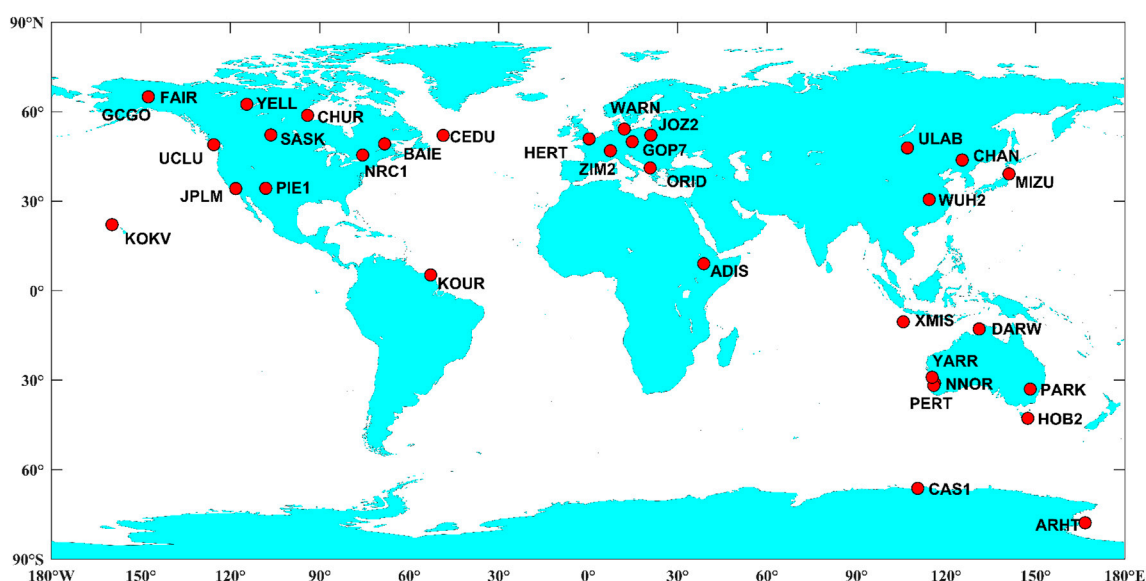 90°N
60°
30°
0°
30°
60°
90°S
FAIR
YELL
GCGO
CHUR
SASK
CEDU
UCLU
BAIE
NRC1
JPLM
PIE1
KOKV
KOUR
WARN
JOZ2
HERT
GOP7
ZIM2
ORID
ADIS
ULAB
CHAN
MIZU
WUH2
XMIS
DARW
YARR
NNOR
PARK
PERT
HOB2
CAS1
ARHT
180°W 150° 120° 90° 60° 30° 0° 30° 60° 90° 120° 150° 180°E